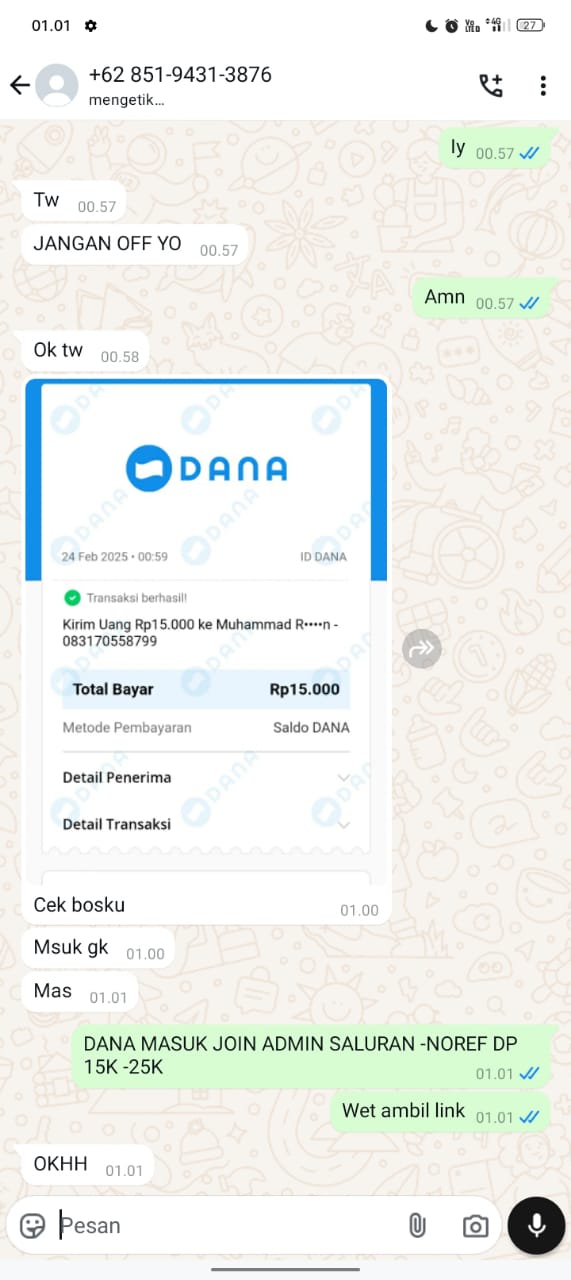 01.01
Vo
LTE
4G
27
+62 851-9431-3876
mengetik...
Iy 00.57
Tw 00.57
JANGAN OFF YO 00.57
Amn 00.57
Ok tw 00.58
DANA
24 Feb 2025 • 00:59 ID DANA
Transaksi berhasil!
Kirim Uang Rp15.000 ke Muhammad R••••n -
083170558799
Total Bayar Rp15.000
Metode Pembayaran Saldo DANA
Detail Penerima
Detail Transaksi
Cek bosku 01.00
Msuk gk 01.00
Mas 01.01
DANA MASUK JOIN ADMIN SALURAN -NOREF DP
15K -25K 01.01
Wet ambil link 01.01
OKHH 01.01
Pesan